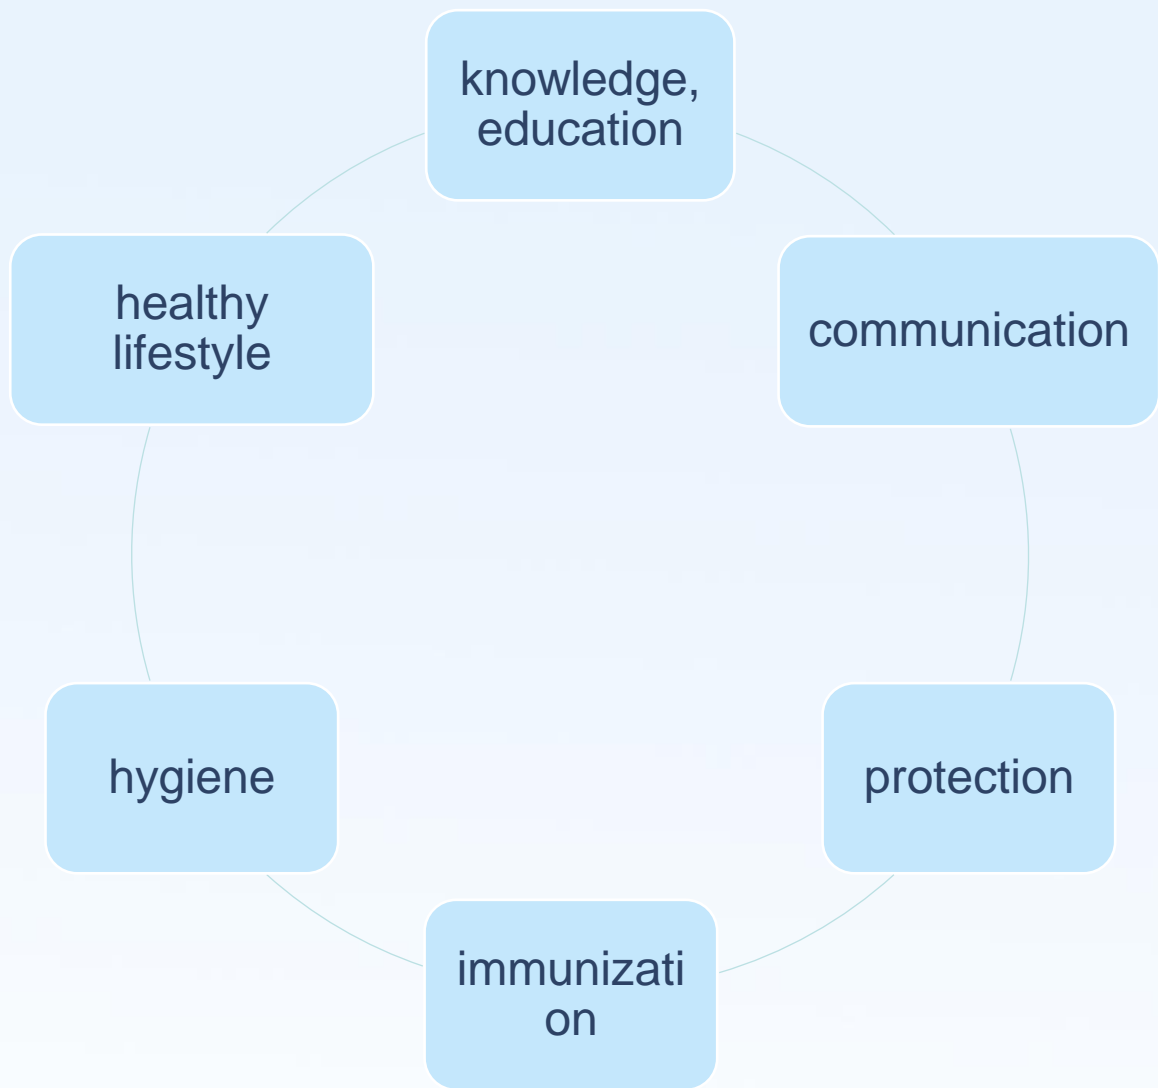 knowledge,
education
communication
protection
immunizati
on
hygiene
healthy
lifestyle